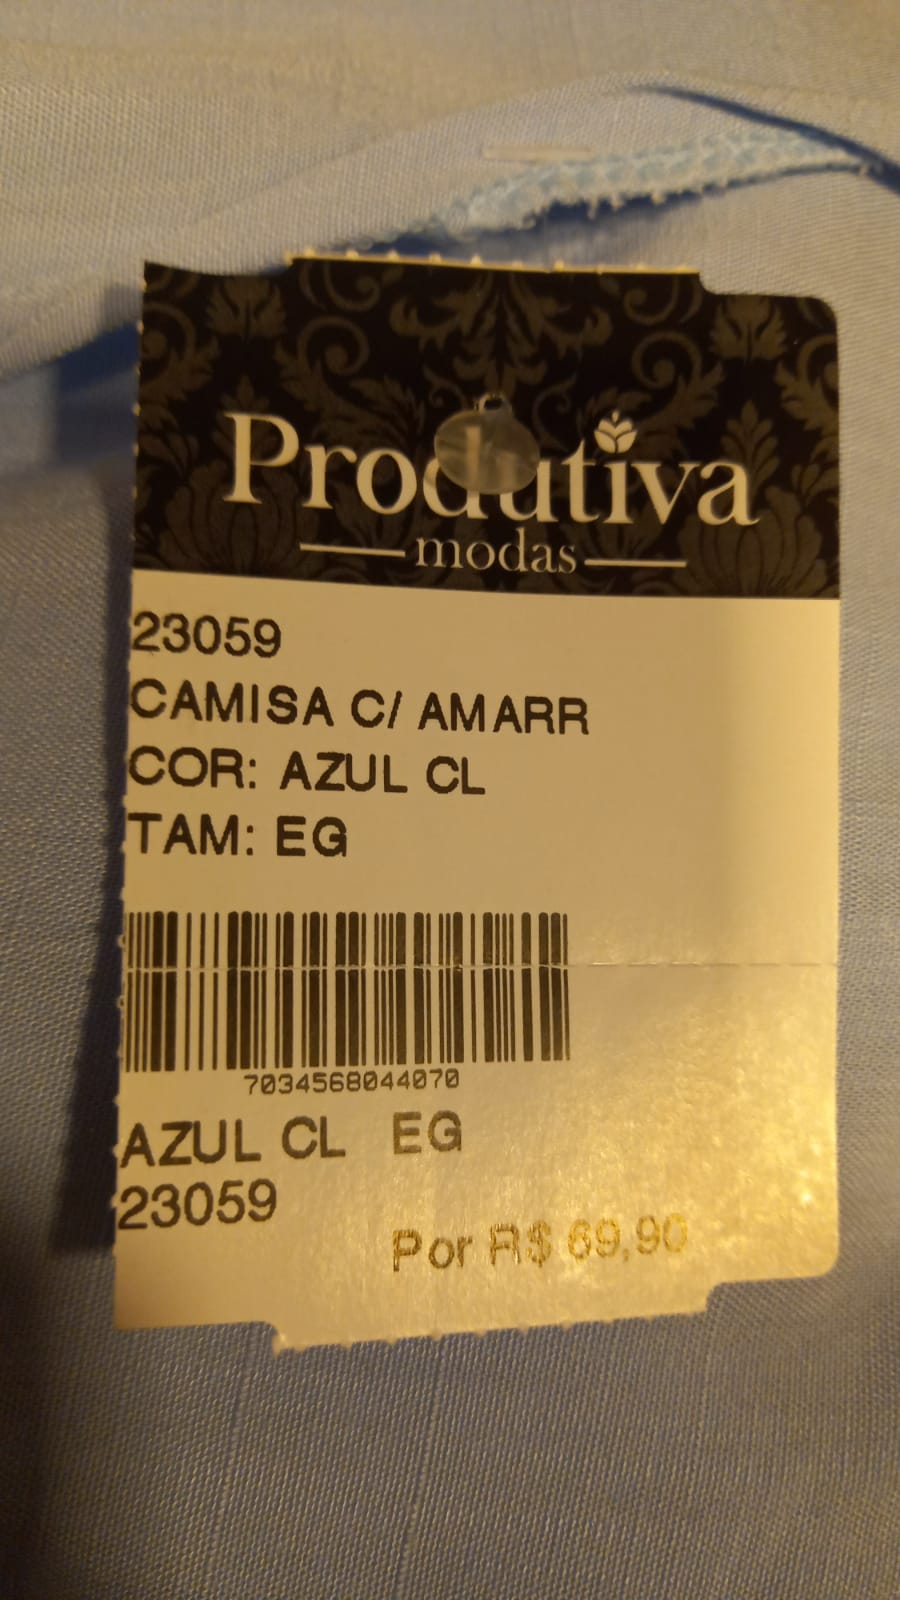 Produtiva
modas
23059
CAMISA C/ AMARR
COR: AZUL CL
TAM: EG
7034568044070
AZUL CL EG
23059
Por R$ 69,90